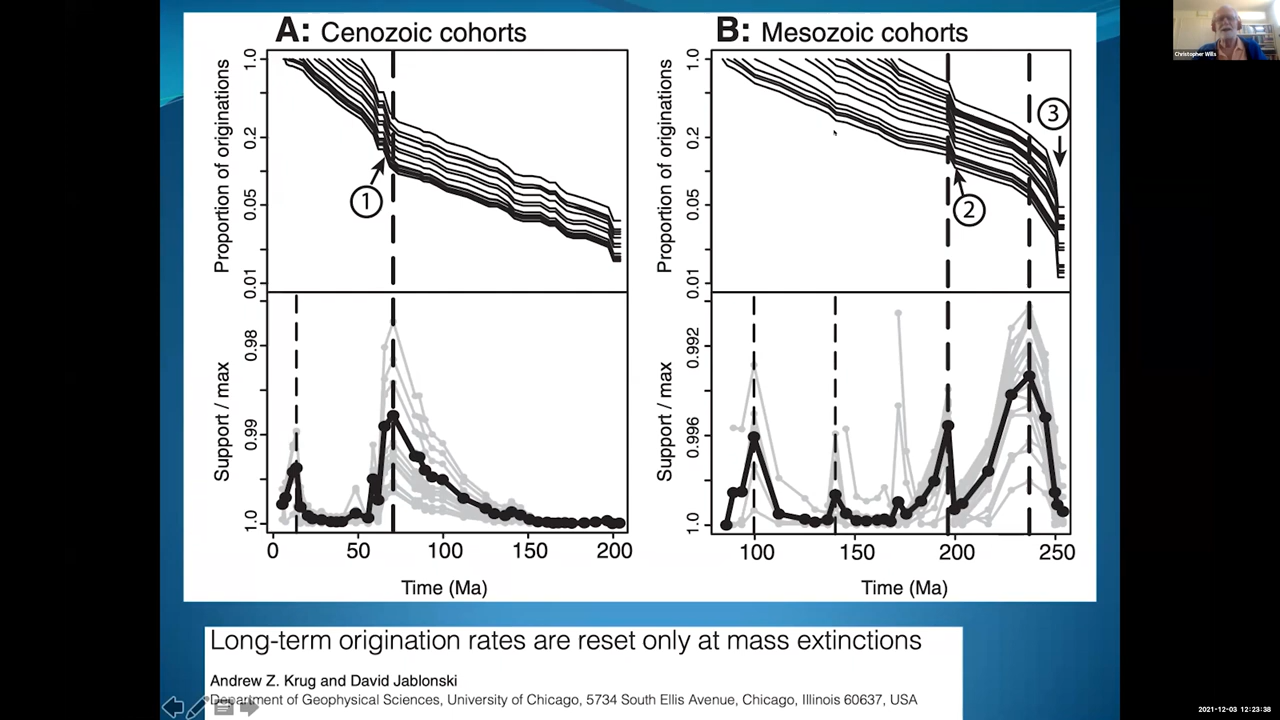 A: Cenozoic cohorts
B: Mesozoic cohorts
Christopher Wills
Proportion of originations
1.0
0.2
0.05
0.01
1
Proportion of originations
1.0
0.2
0.05
0.01
2
3
Support / max
0.98
0.99
1.0
Support / max
0.992
0.996
1.0
0 50 100 150 200
100 150 200 250
Time (Ma)
Time (Ma)
Long-term origination rates are reset only at mass extinctions
Andrew Z. Krug and David Jablonski
Department of Geophysical Sciences, University of Chicago, 5734 South Ellis Avenue, Chicago, Illinois 60637, USA
2021-12-03 12:23:38